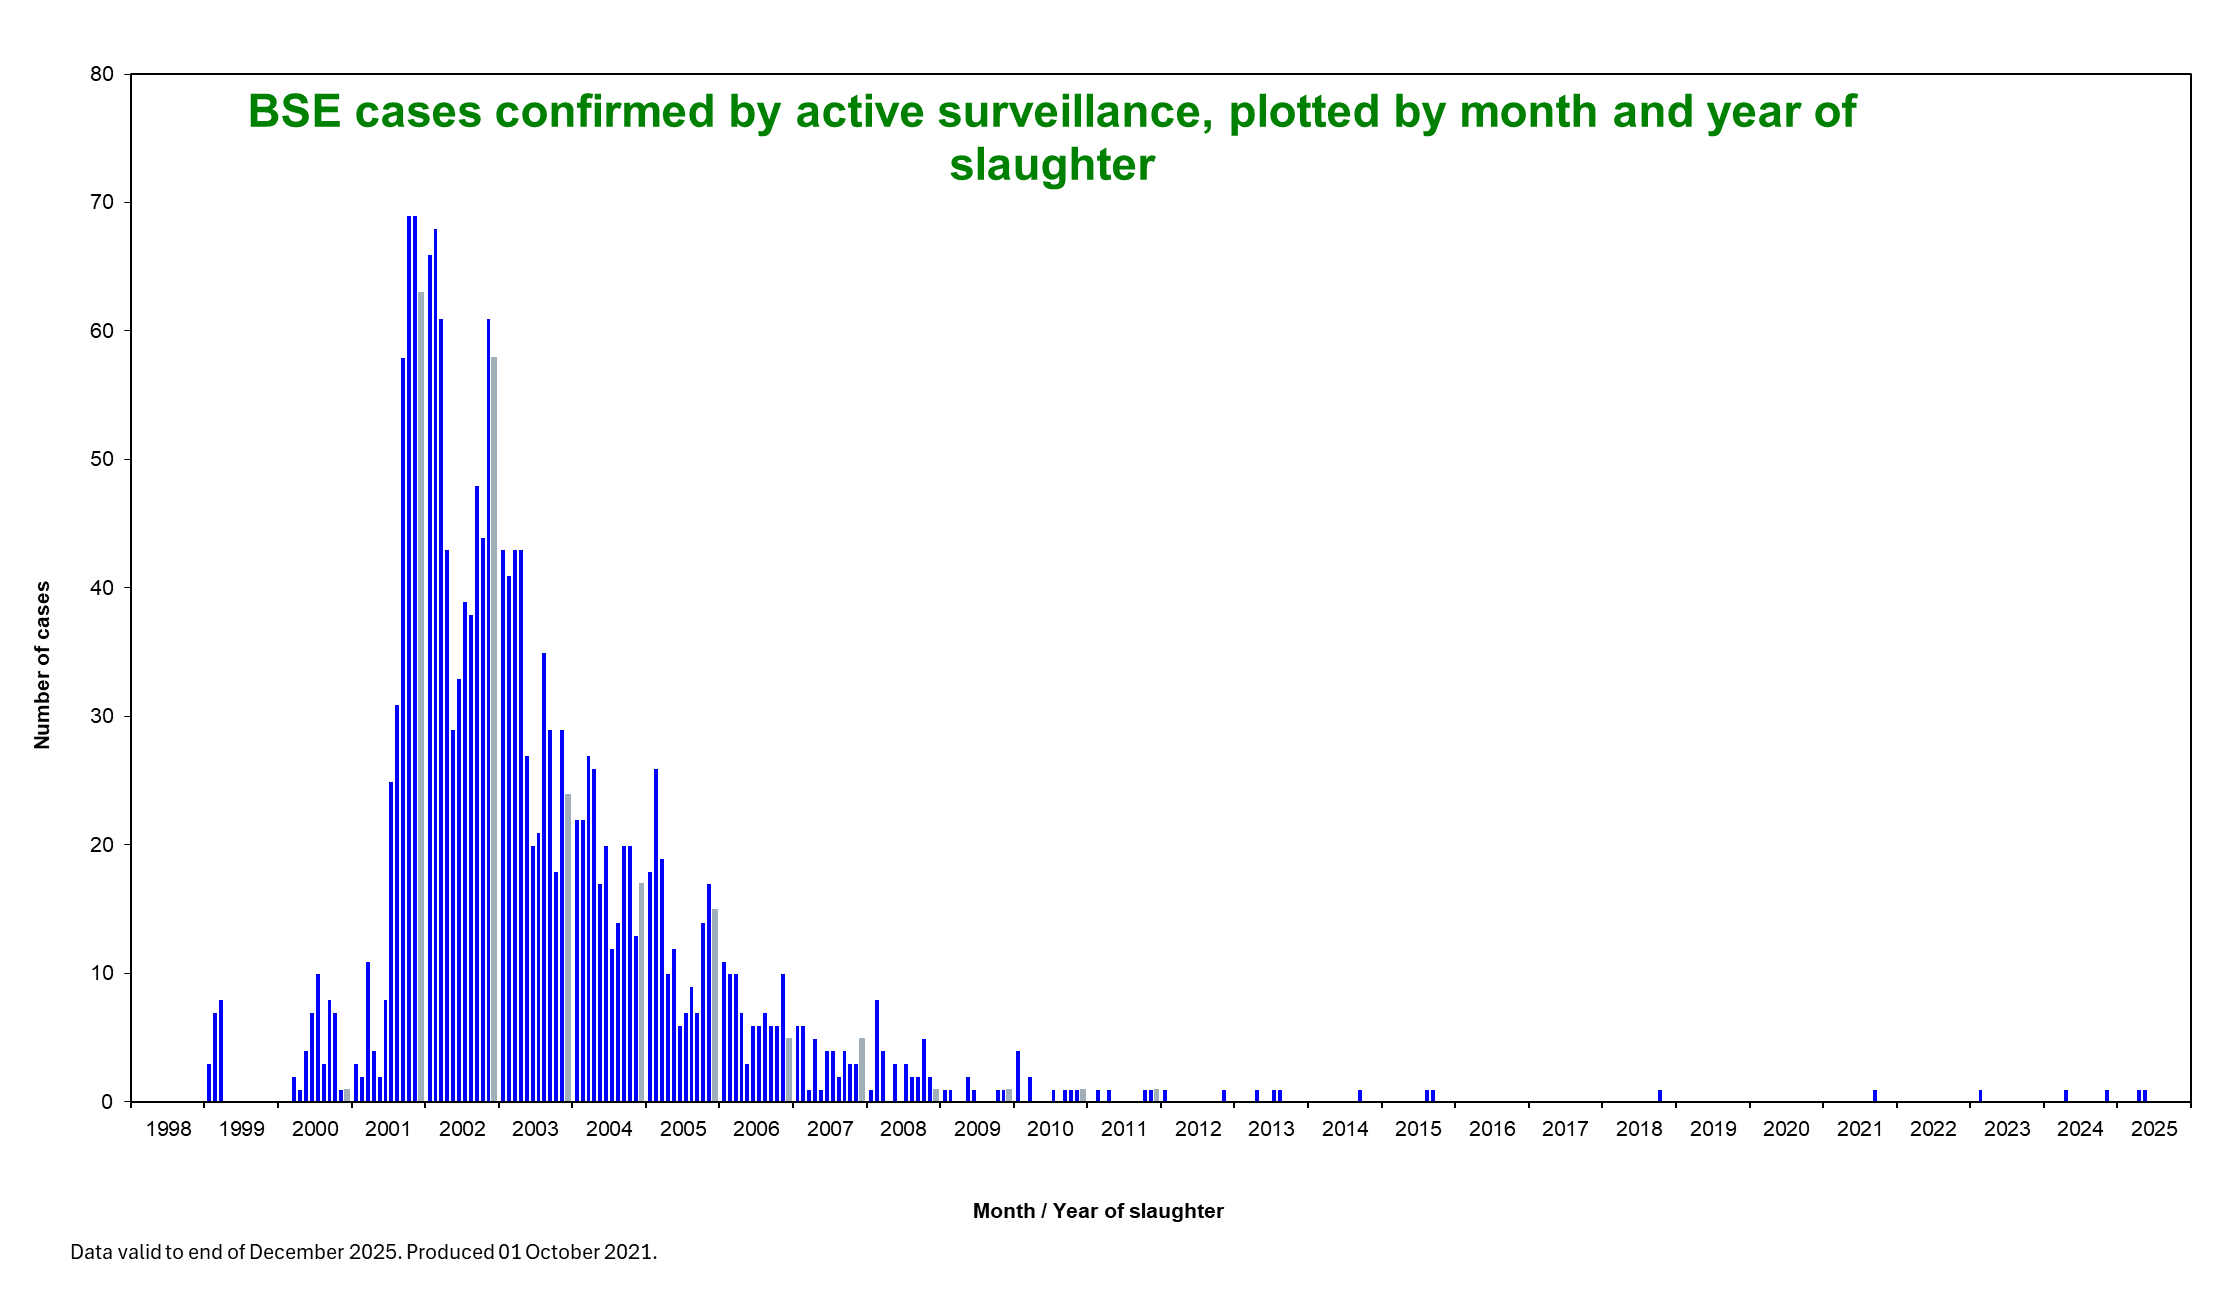 BSE cases confirmed by active surveillance, plotted by month and year of
slaughter
80
70
60
50
40
30
20
10
0
Number of cases
1998 1999 2000 2001 2002 2003 2004 2005 2006 2007 2008 2009 2010 2011 2012 2013 2014 2015 2016 2017 2018 2019 2020 2021 2022 2023 2024 2025
Month / Year of slaughter
Data valid to end of December 2025. Produced 01 October 2021.